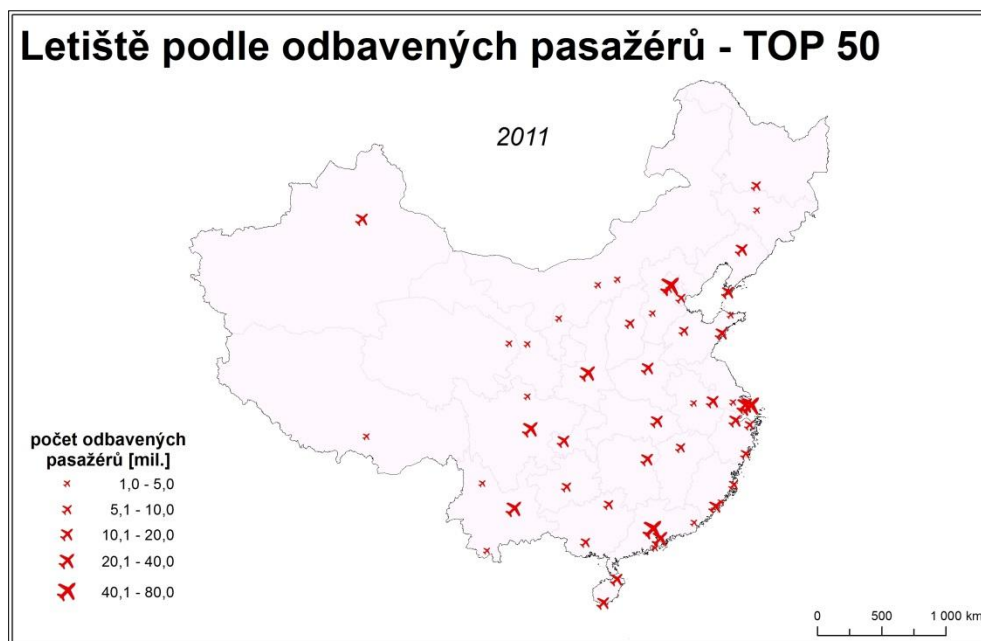 Letiště podle odbavených pasažérů - TOP 50
2011
počet odbavených
pasažérů [mil.]
1,0 - 5,0
5,1 - 10,0
10,1 - 20,0
20,1 - 40,0
40,1 - 80,0
0 500 1 000 km